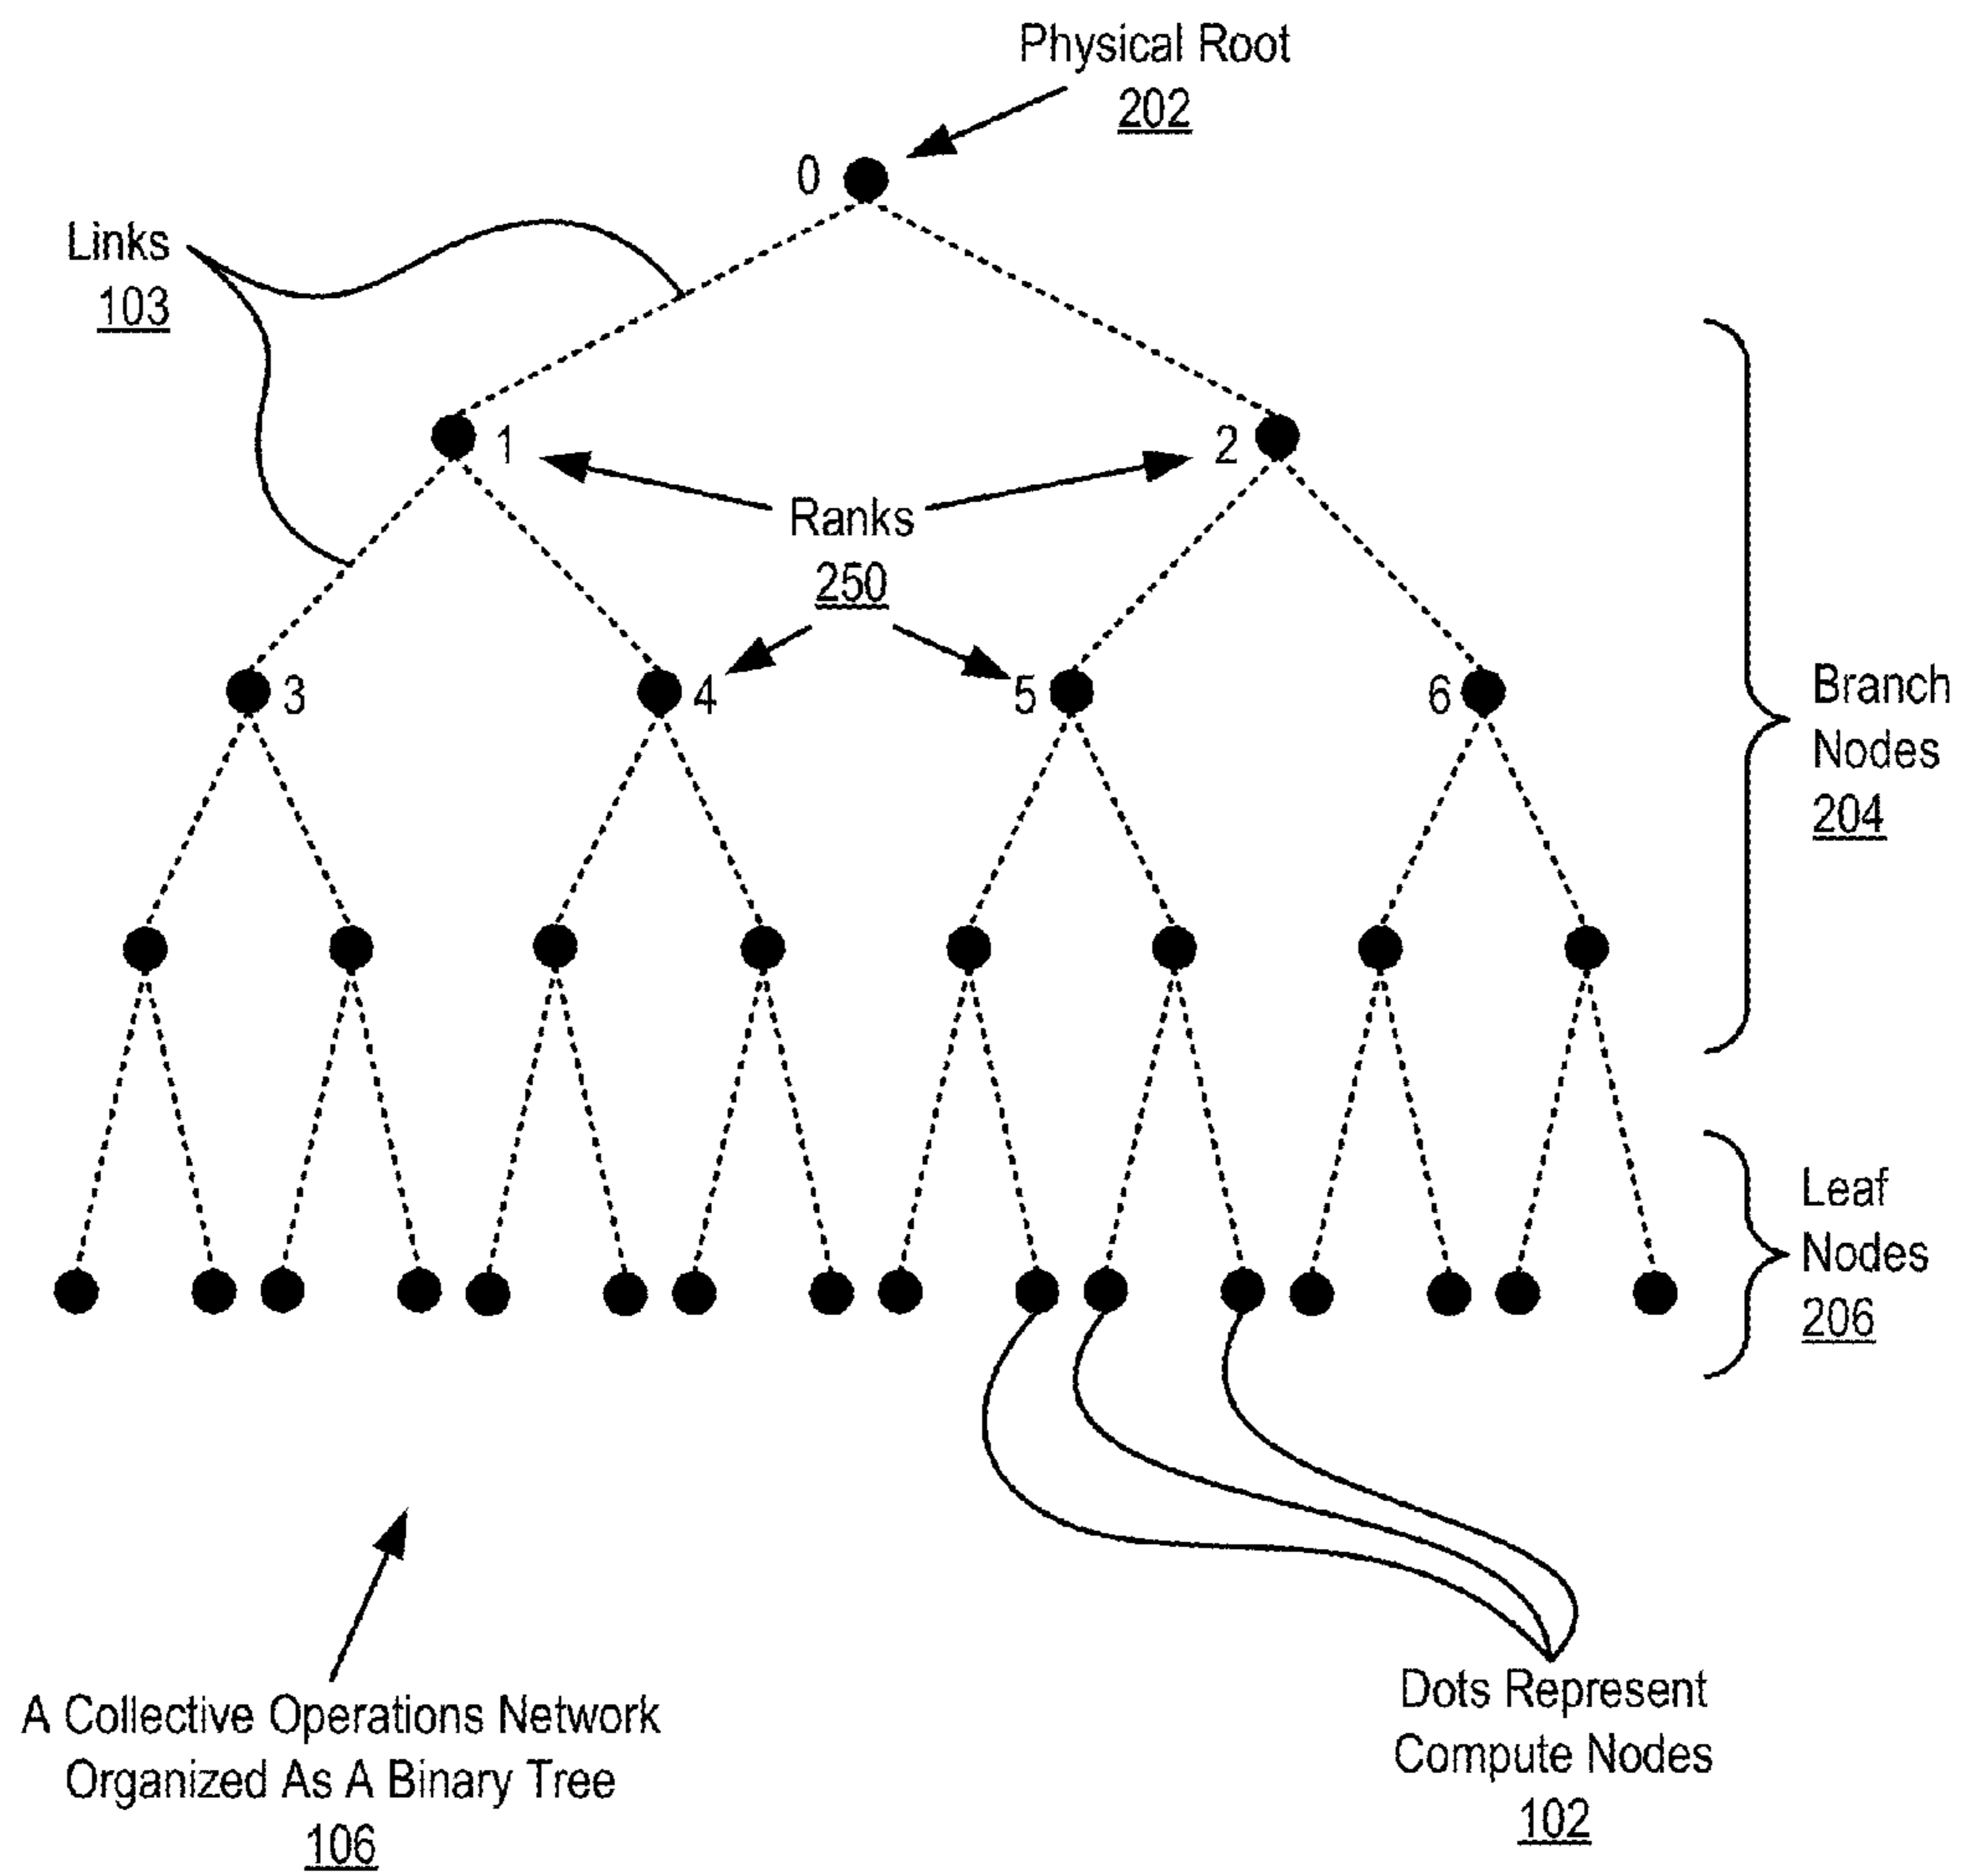 Physical Root
202
0
Links
103
1
2
Ranks
250
3
4
5
6
Branch
Nodes
204
Leaf
Nodes
206
A Collective Operations Network
Organized As A Binary Tree
106
Dots Represent
Compute Nodes
102